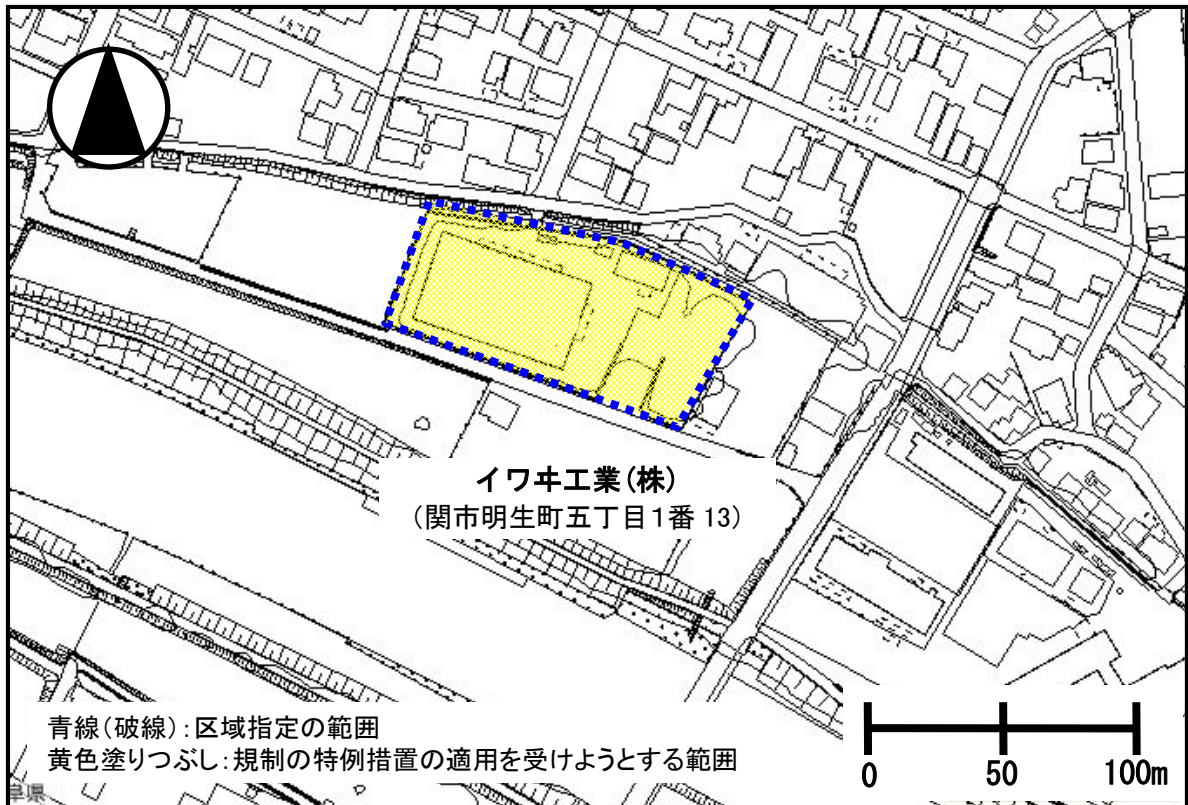 イワヰ工業(株)
(関市明生町五丁目1番 13)
青線(破線):区域指定の範囲
黄色塗りつぶし:規制の特例措置の適用を受けようとする範囲
0 50 100m
阜県